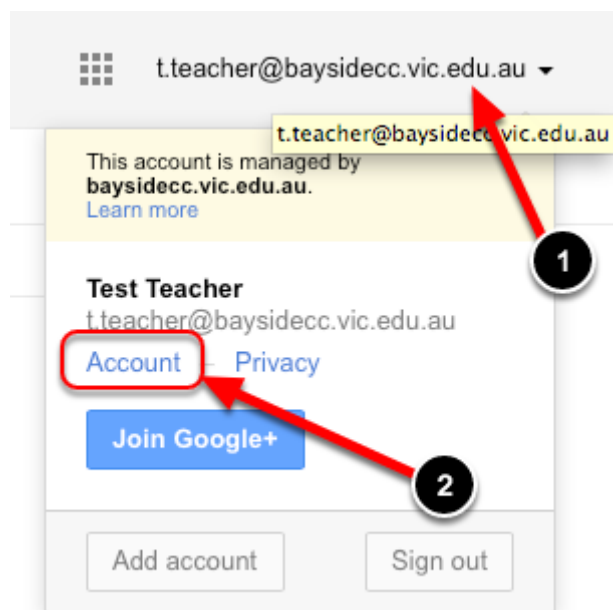 t.teacher@baysidecc.vic.edu.au
t.teacher@baysidecc.vic.edu.au
This account is managed by
baysidecc.vic.edu.au.
Learn more
1
Test Teacher
t.teacher@baysidecc.vic.edu.au
Account – Privacy
Join Google+
2
Add account Sign out